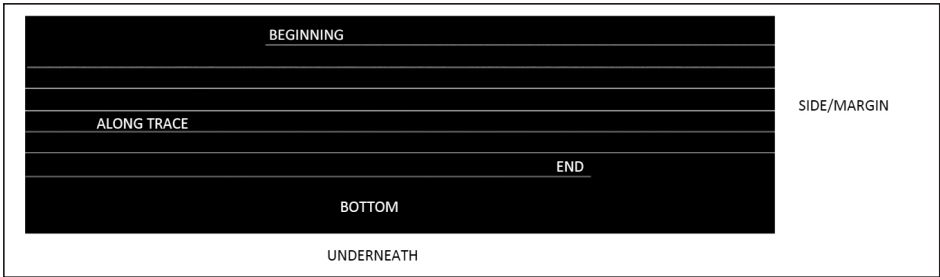 BEGINNING
SIDE/MARGIN
ALONG TRACE
END
BOTTOM
UNDERNEATH